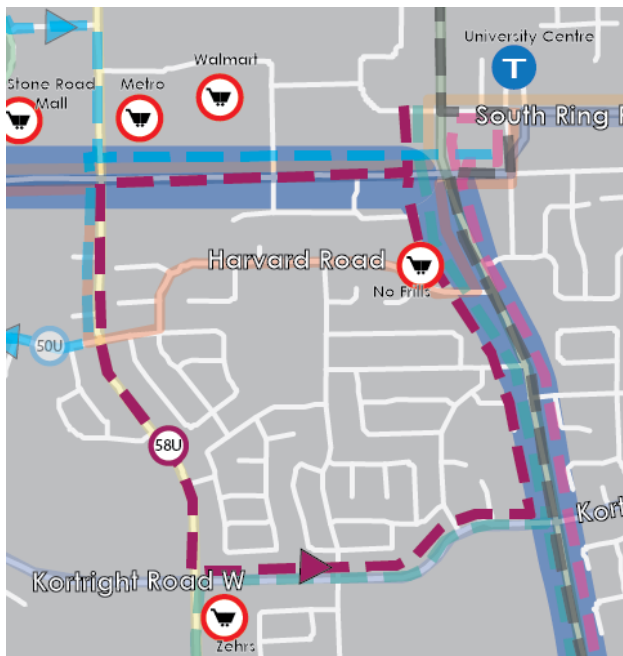 University Centre
T
Walmart
Stone Road
Mall
Metro
South Ring R
Harvard Road
No Frills
50U
58U
Kort
Kortright Road W
Zehrs